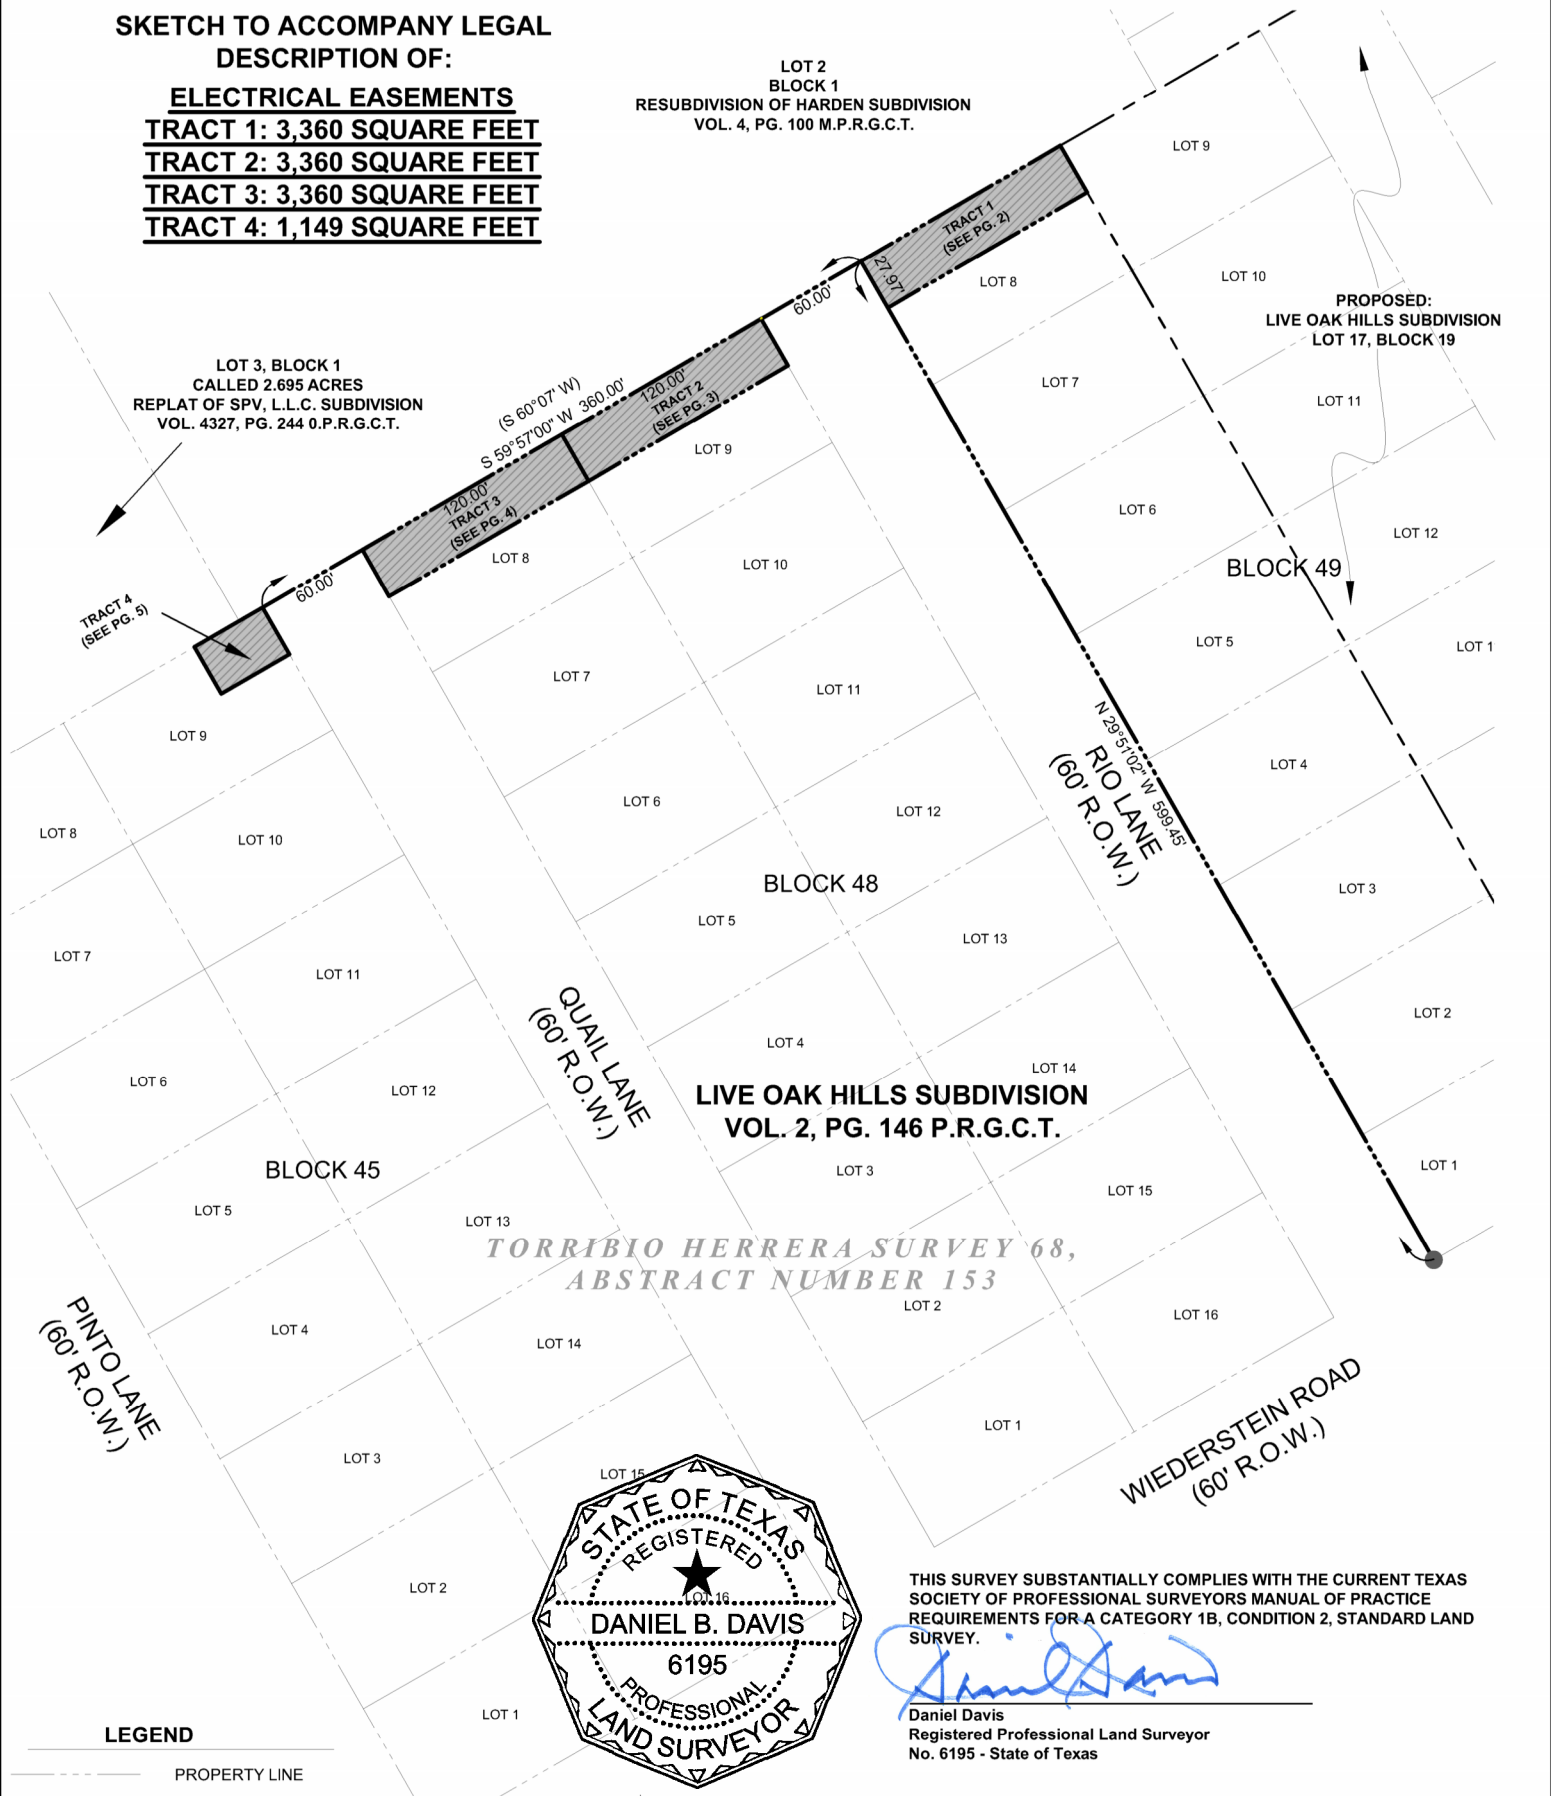 SKETCH TO ACCOMPANY LEGAL
DESCRIPTION OF:
ELECTRICAL EASEMENTS
TRACT 1: 3,360 SQUARE FEET
TRACT 2: 3,360 SQUARE FEET
TRACT 3: 3,360 SQUARE FEET
TRACT 4: 1,149 SQUARE FEET
LOT 2
BLOCK 1
RESUBDIVISION OF HARDEN SUBDIVISION
VOL. 4, PG. 100 M.P.R.G.C.T.
LOT 9
TRACT 1
(SEE PG. 2)
27.97'
LOT 8
LOT 10
60.00'
PROPOSED:
LIVE OAK HILLS SUBDIVISION
LOT 17, BLOCK 19
LOT 3, BLOCK 1
CALLED 2.695 ACRES
REPLAT OF SPV, L.L.C. SUBDIVISION
VOL. 4327, PG. 244 0.P.R.G.C.T.
(S 60°07' W)
S 59°57'00" W 360.00'
120.00'
TRACT 2
(SEE PG. 3)
LOT 7
LOT 11
LOT 9
120.00'
TRACT 3
(SEE PG. 4)
LOT 8
LOT 10
LOT 6
LOT 12
BLOCK 49
60.00'
TRACT 4
(SEE PG. 5)
LOT 5
LOT 1
LOT 7
LOT 11
LOT 9
N 29°51'02" W 599.45'
RIO LANE
(60' R.O.W.)
LOT 4
LOT 6
LOT 12
LOT 8
LOT 10
BLOCK 48
LOT 3
LOT 5
LOT 13
LOT 7
LOT 11
QUAIL LANE
(60' R.O.W.)
LOT 2
LOT 4
LOT 14
LOT 6
LOT 12
LIVE OAK HILLS SUBDIVISION
VOL. 2, PG. 146 P.R.G.C.T.
BLOCK 45
LOT 3
LOT 1
LOT 15
LOT 5
LOT 13
TORRIBIO HERRERA SURVEY 68,
ABSTRACT NUMBER 153
LOT 2
LOT 16
PINTO LANE
(60' R.O.W.)
LOT 4
LOT 14
LOT 1
WIEDERSTEIN ROAD
(60' R.O.W.)
LOT 3
LOT 15
LOT 2
LOT 16
LOT 1
STATE OF TEXAS
REGISTERED
DANIEL B. DAVIS
6195
PROFESSIONAL
LAND SURVEYOR
THIS SURVEY SUBSTANTIALLY COMPLIES WITH THE CURRENT TEXAS
SOCIETY OF PROFESSIONAL SURVEYORS MANUAL OF PRACTICE
REQUIREMENTS FOR A CATEGORY 1B, CONDITION 2, STANDARD LAND
SURVEY.
Daniel Davis
Daniel Davis
Registered Professional Land Surveyor
No. 6195 - State of Texas
LEGEND
PROPERTY LINE